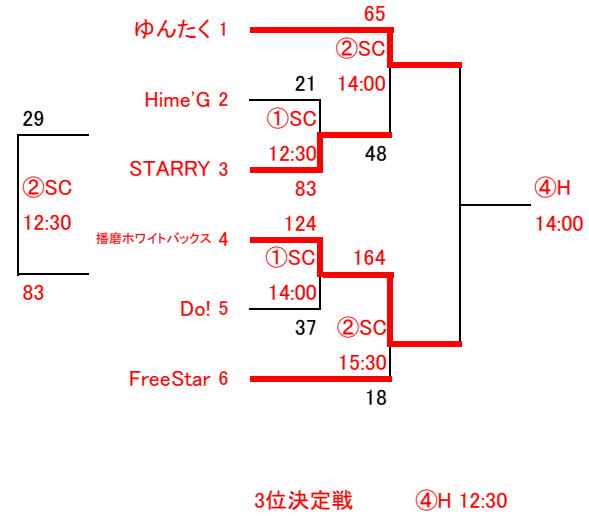 65
ゆんたく 1
②SC
14:00
21
Hime'G 2
29
①SC
12:30
48
STARRY 3
83
②SC
④H
12:30
14:00
124
播磨ホワイトバックス 4
①SC
164
83
14:00
Do! 5
37
②SC
15:30
FreeStar 6
18
3位決定戦 ④H 12:30